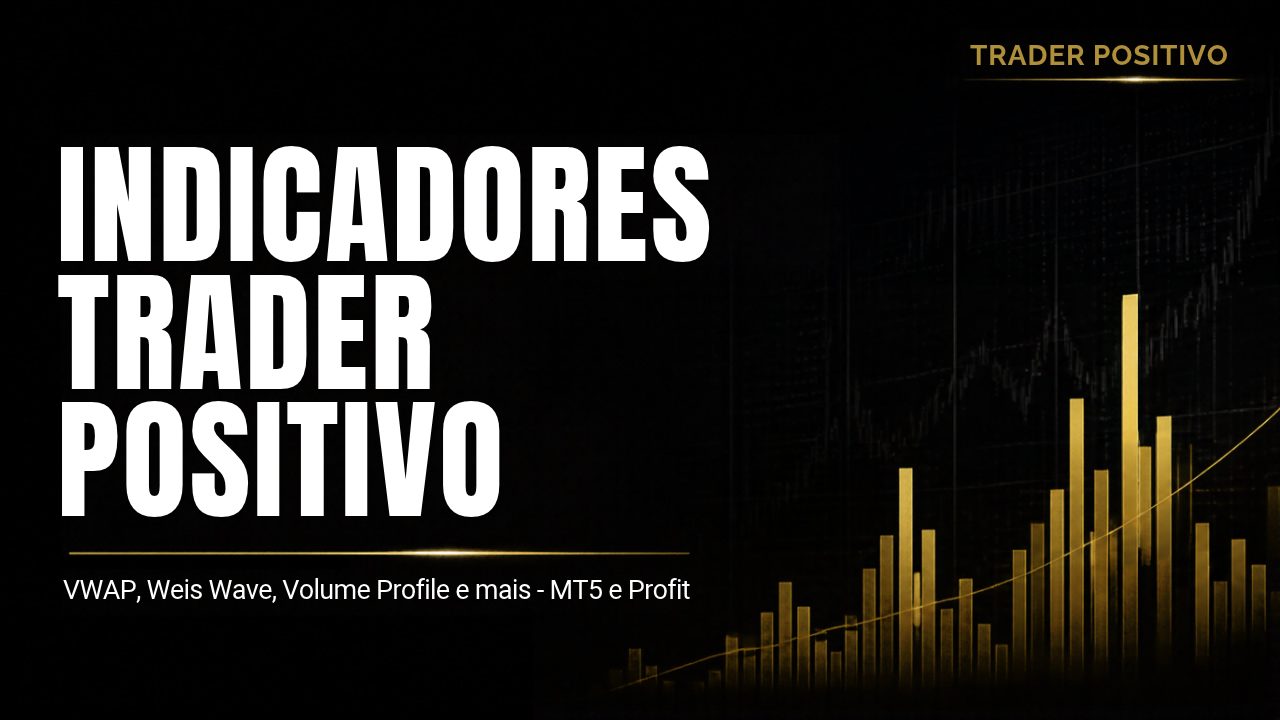 TRADER POSITIVO
INDICADORES
TRADER
POSITIVO
VWAP, Weis Wave, Volume Profile e mais - MT5 e Profit